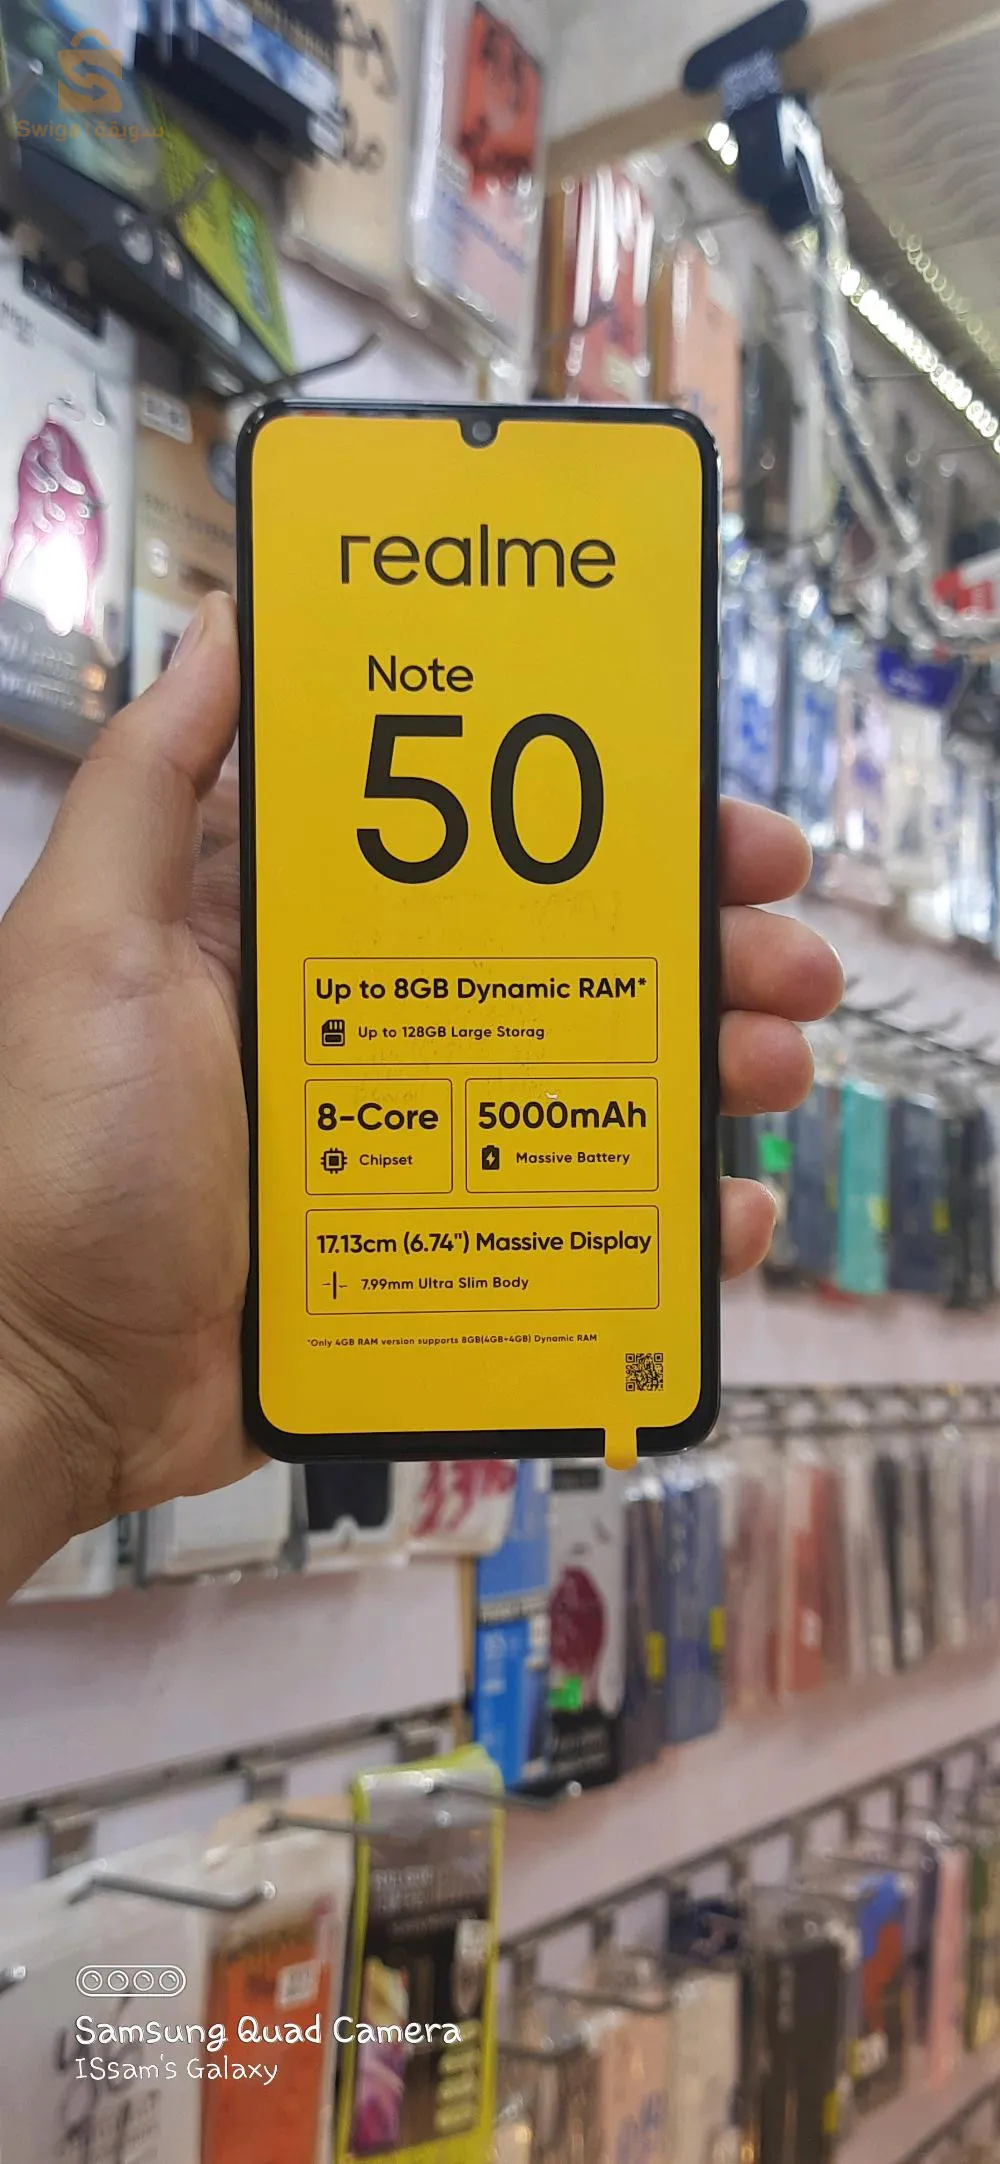 Swiqa سويقة
realme
Note
50
Up to 8GB Dynamic RAM*
Up to 128GB Large Storag
8-Core
Chipset
5000mAh
Massive Battery
17.13cm (6.74") Massive Display
7.99mm Ultra Slim Body
*Only 4GB RAM version supports 8GB(4GB+4GB) Dynamic RAM
Samsung Quad Camera
ISsam's Galaxy